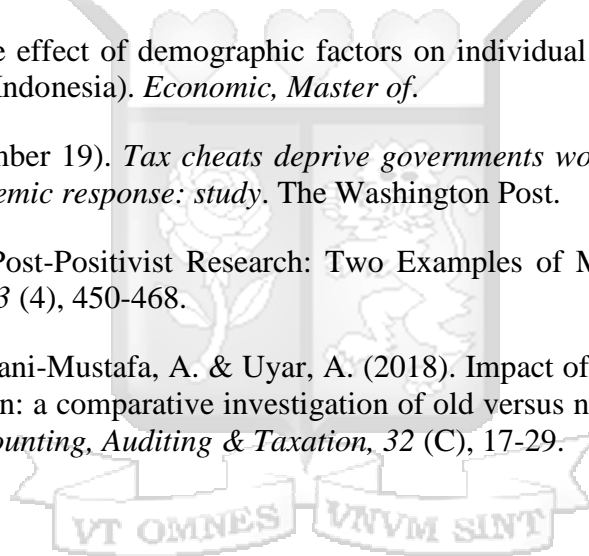 e effect of demographic factors on individual
Indonesia). Economic, Master of.
mber 19). Tax cheats deprive governments wo
emic response: study. The Washington Post.
Post-Positivist Research: Two Examples of M
3 (4), 450-468.
ani-Mustafa, A. & Uyar, A. (2018). Impact of
n: a comparative investigation of old versus n
ounting, Auditing & Taxation, 32 (C), 17-29.
VT OMNES VNVM SINT